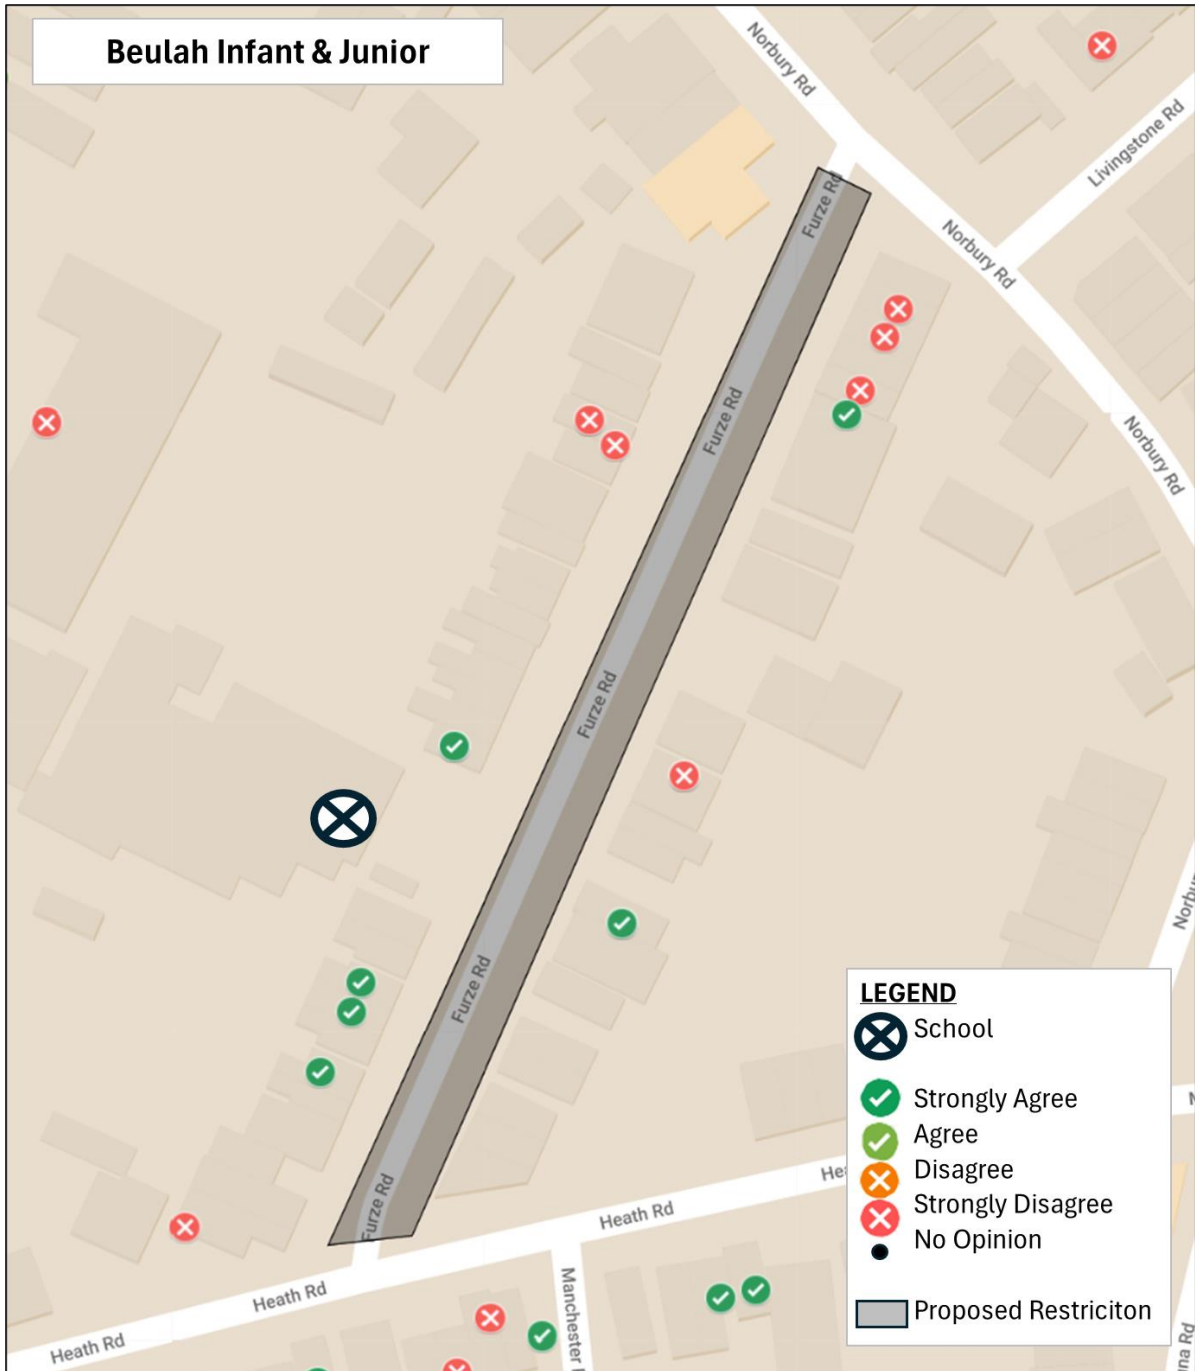 Beulah Infant & Junior
Norbury Rd
Livingstone Rd
Furze Rd
Norbury Rd
Furze Rd
Norbury Rd
Furze Rd
Furze Rd
Furze Rd
Heath Rd
Heath Rd
Heath Rd
Manchester
LEGEND
School
Strongly Agree
Agree
Disagree
Strongly Disagree
No Opinion
Proposed Restriciton